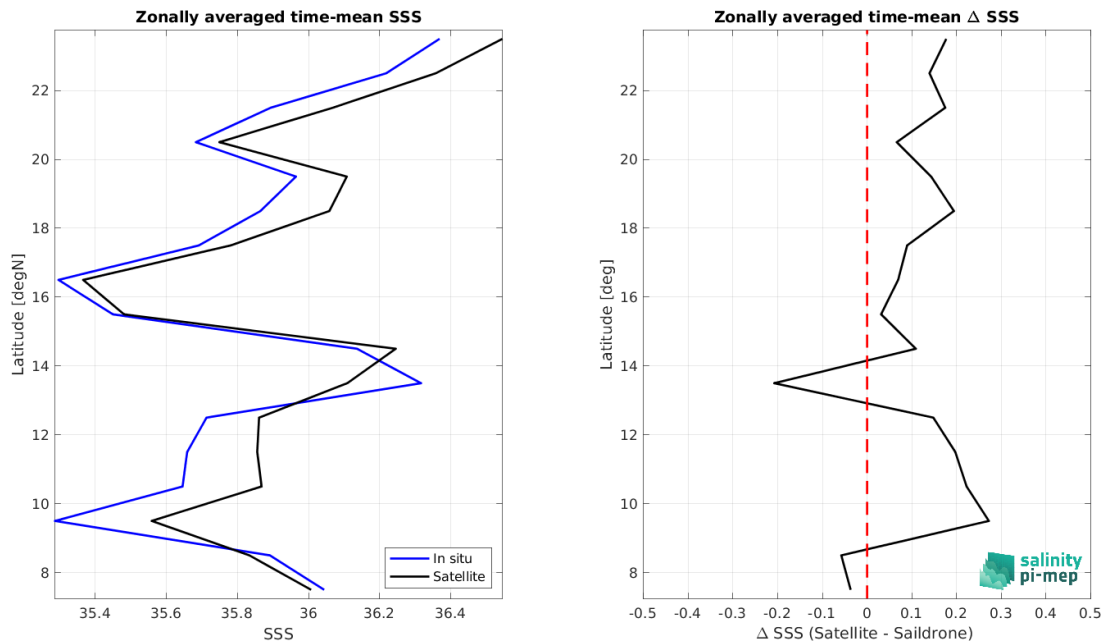 Zonally averaged time-mean SSS
22
20
18
16
14
12
10
8
Latitude [degN]
35.4 35.6 35.8 36 36.2 36.4
SSS
In situ
Satellite
Zonally averaged time-mean Δ SSS
22
20
18
16
14
12
10
8
Latitude [deg]
-0.5 -0.4 -0.3 -0.2 -0.1 0 0.1 0.2 0.3 0.4 0.5
Δ SSS (Satellite - Saildrone)
salinity
pi-mep